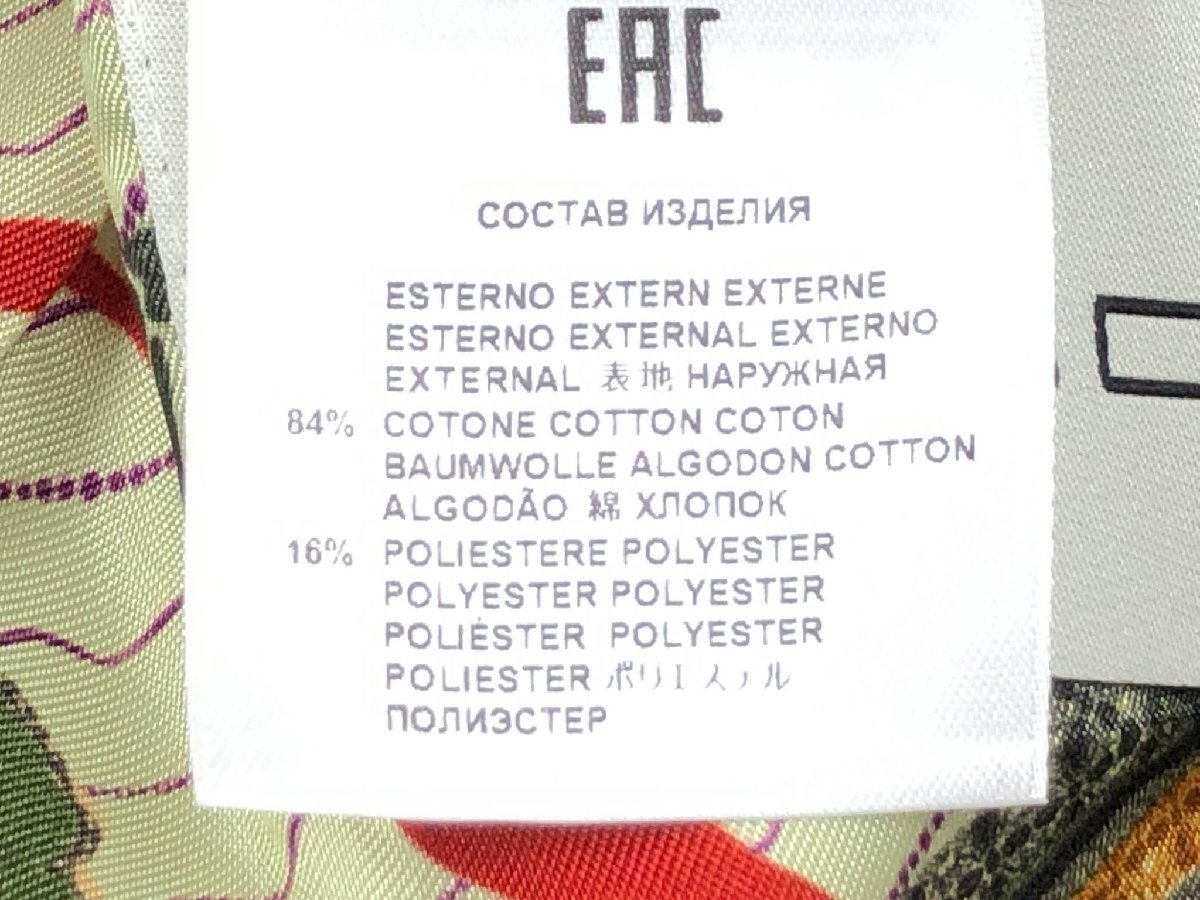 EAC
СОСТАВ ИЗДЕЛИЯ
ESTERNO EXTERN EXTERNE
ESTERNO EXTERNAL EXTERNO
EXTERNAL 表地 НАРУЖНАЯ
84% COTONE COTTON COTON
BAUMWOLLE ALGODON COTTON
ALGODÃO 綿 ХЛОПОК
16% POLIESTERE POLYESTER
POLYESTER POLYESTER
POLIÉSTER POLYESTER
POLIESTER ポリエステル
ПОЛИЭСТЕР